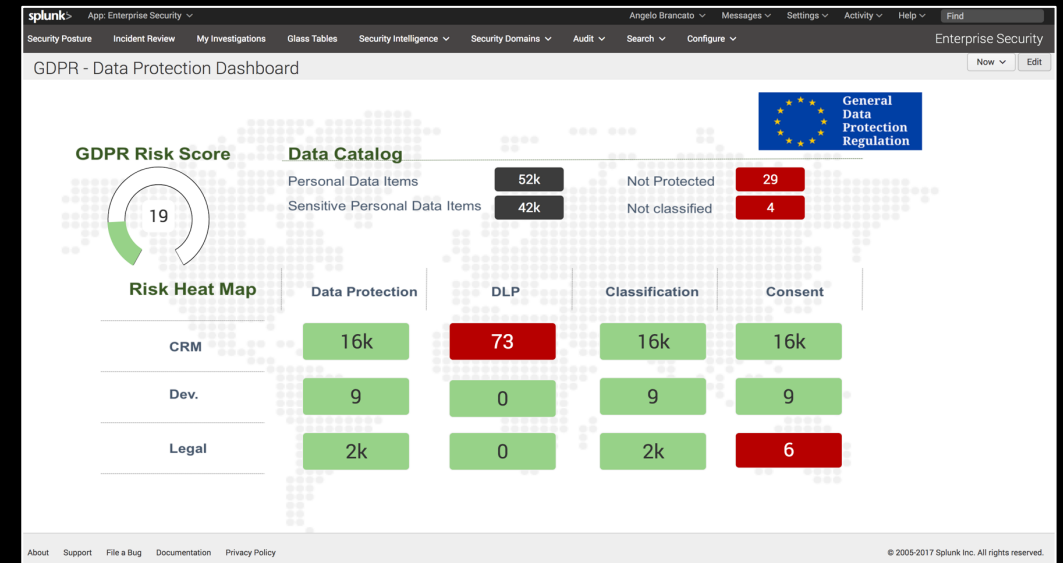 splunk> App: Enterprise Security Angelo Brancato Messages Settings Activity Help Find
Security Posture Incident Review My Investigations Glass Tables Security Intelligence Security Domains Audit Search Configure Enterprise Security
GDPR - Data Protection Dashboard Now Edit
General
Data
Protection
Regulation
GDPR Risk Score Data Catalog
Personal Data Items 52k Not Protected 29
Sensitive Personal Data Items 42k Not classified 4
19
Risk Heat Map Data Protection DLP Classification Consent
CRM 16k 73 16k 16k
Dev. 9 0 9 9
Legal 2k 0 2k 6
About Support File a Bug Documentation Privacy Policy © 2005-2017 Splunk Inc. All rights reserved.